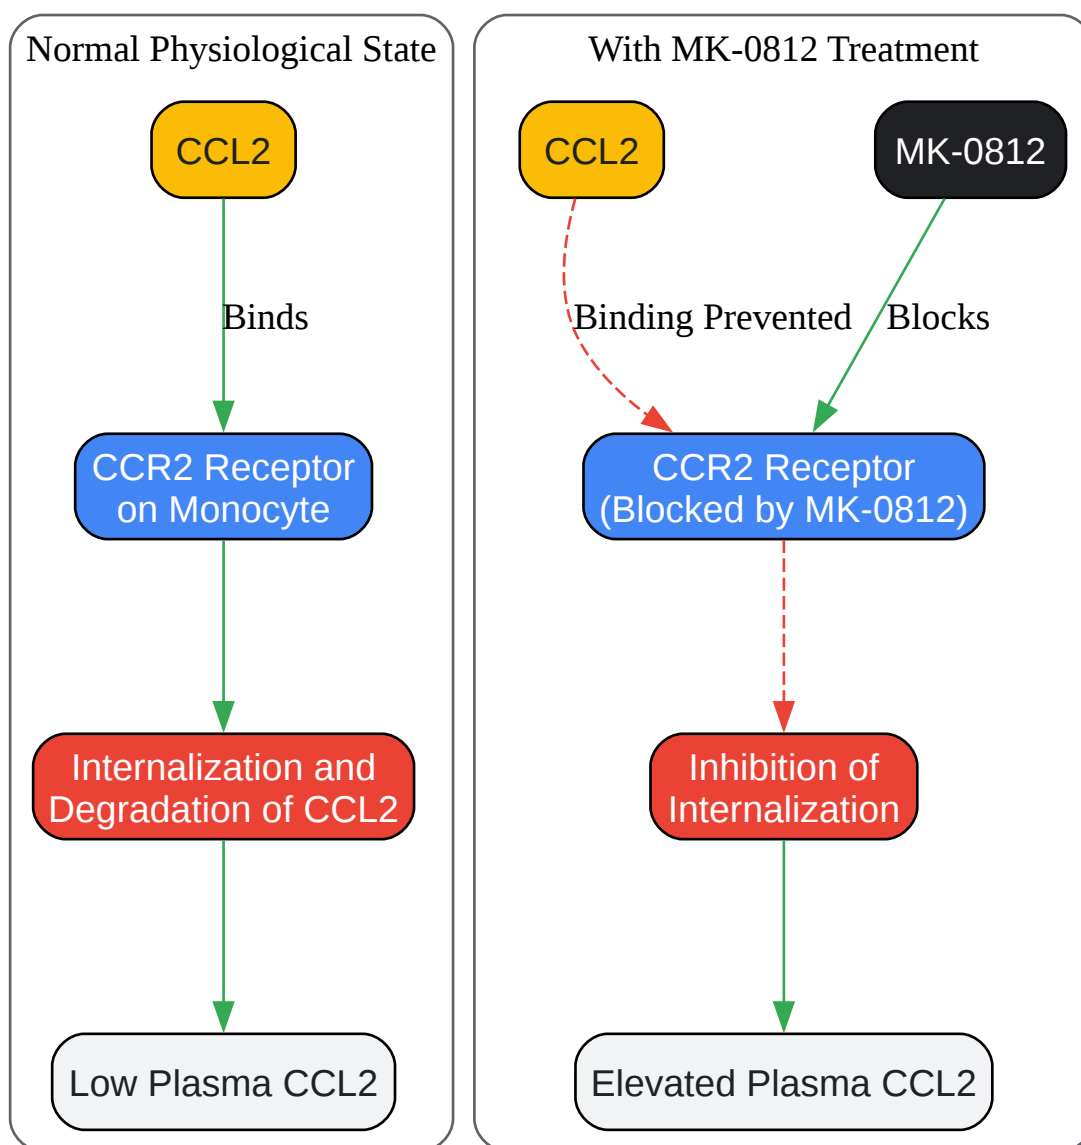 Normal Physiological State
CCL2
Binds
CCR2 Receptor
on Monocyte
Internalization and
Degradation of CCL2
Low Plasma CCL2
With MK-0812 Treatment
CCL2
MK-0812
Binding Prevented
Blocks
CCR2 Receptor
(Blocked by MK-0812)
Inhibition of
Internalization
Elevated Plasma CCL2